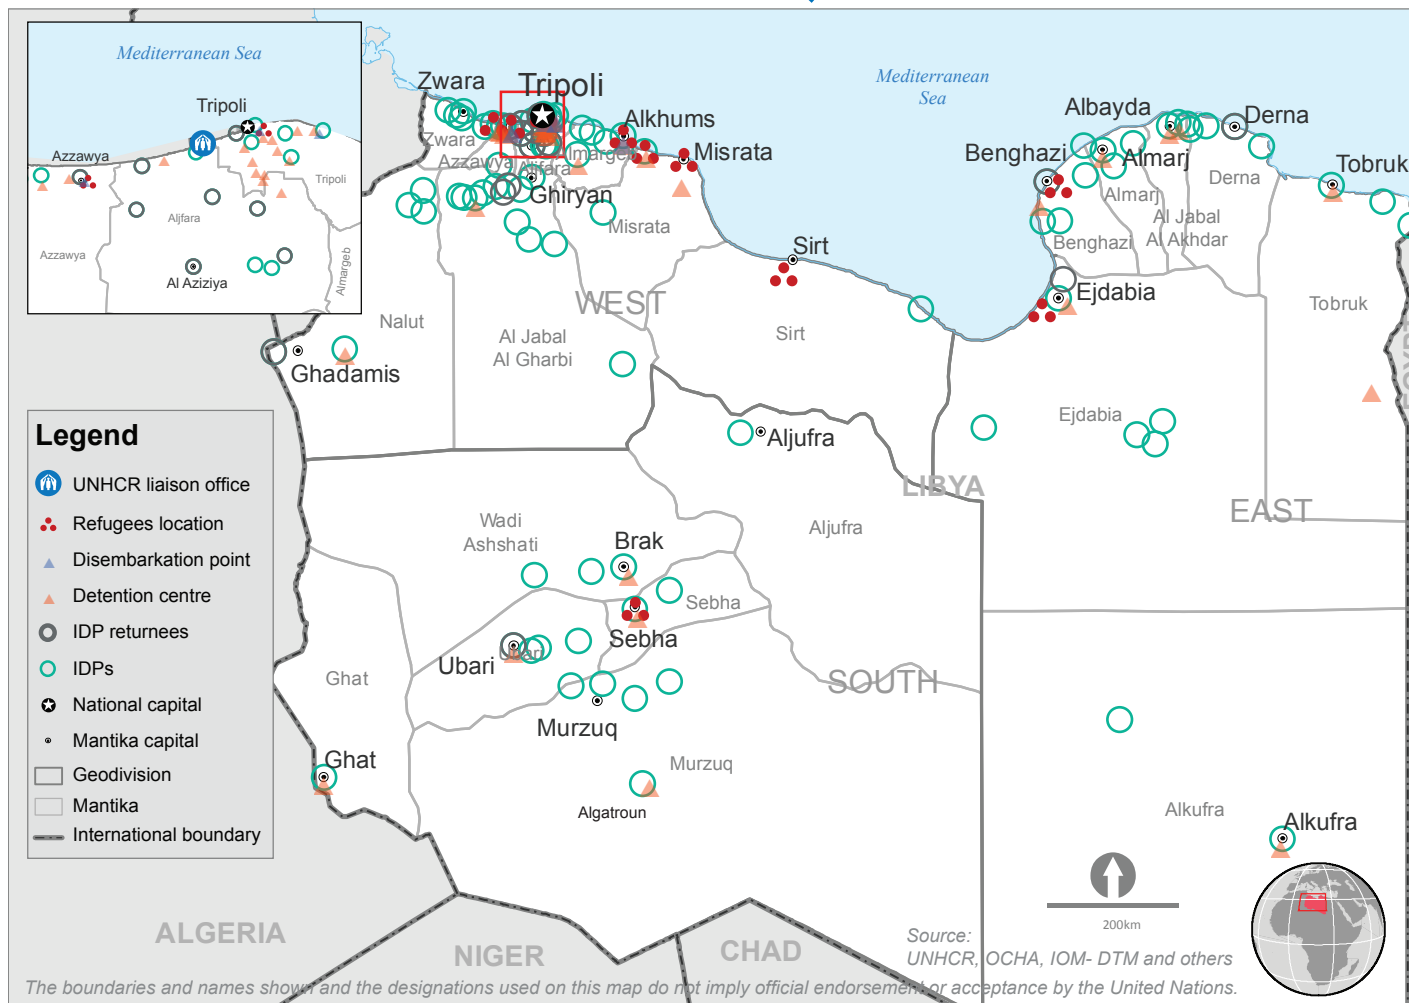 Mediterranean Sea
Tripoli
Azzawya
Tripoli
Aljfara
Azzawya
Almargeb
Al Aziziya
Mediterranean
Sea
Zwara
Tripoli
Alkhums
Misrata
Zwara
Azzawya
Almargeb
Aljfara
Ghiryan
Misrata
Albayda
Derna
Benghazi
Almarj
Tobruk
Derna
Almarj
Al Jabal
Al Akhdar
Benghazi
Sirt
Ejdabia
WEST
Tobruk
Nalut
Al Jabal
Al Gharbi
Sirt
Ghadamis
Ejdabia
Aljufra
LIBYA
EAST
Wadi
Ashshati
Aljufra
Brak
Sebha
Sebha
Ubari
Ubari
Ghat
SOUTH
Murzuq
Ghat
Murzuq
Algatroun
Alkufra
Alkufra
Legend
UNHCR liaison office
Refugees location
Disembarkation point
Detention centre
IDP returnees
IDPs
National capital
Mantika capital
Geodivision
Mantika
International boundary
200km
ALGERIA
NIGER
CHAD
Source:
UNHCR, OCHA, IOM- DTM and others
The boundaries and names shown and the designations used on this map do not imply official endorsement or acceptance by the United Nations.